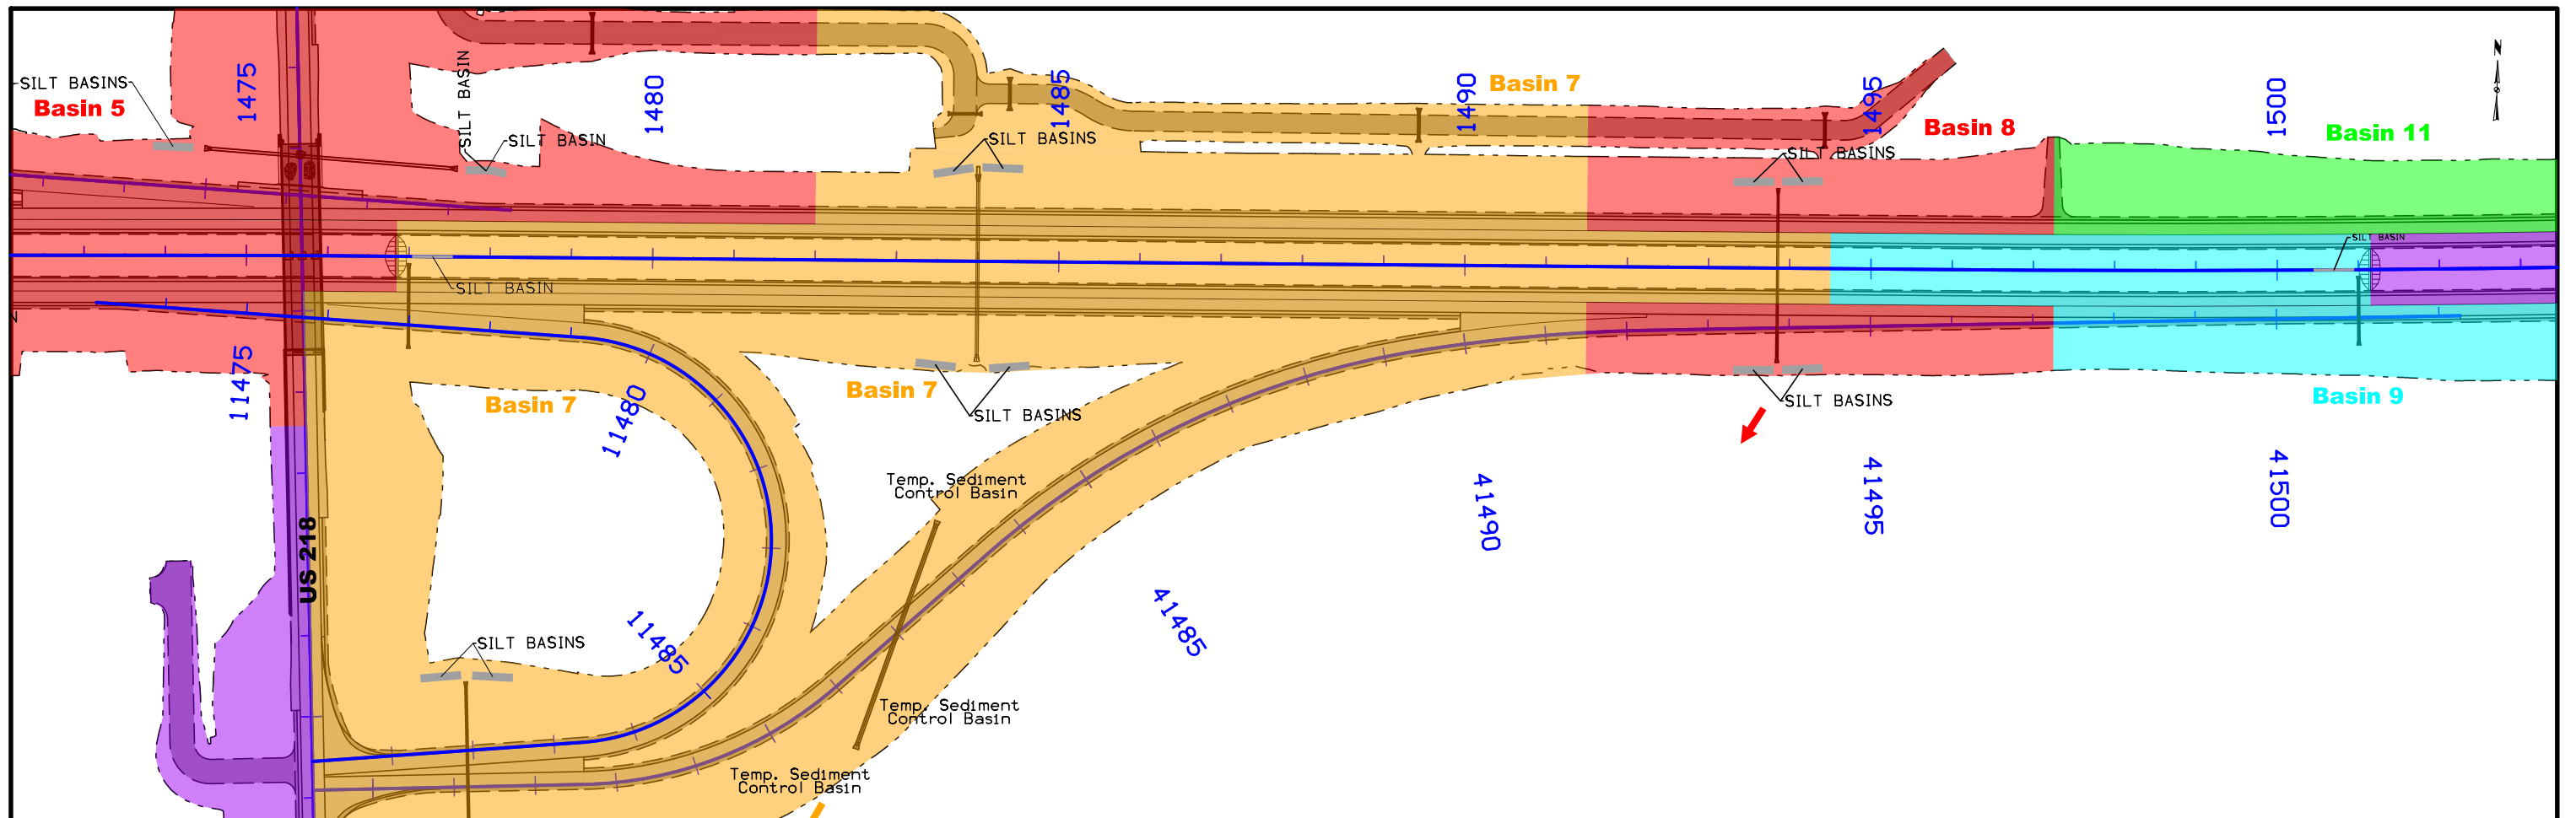 SILT BASINS
Basin 5
1475
SILT BASIN
SILT BASIN
1480
SILT BASINS
1485
1490
Basin 7
SILT BASINS
1495
Basin 8
1500
Basin 11
N
SILT BASIN
SILT BASIN
11475
Basin 7
11480
Basin 7
SILT BASINS
SILT BASINS
Basin 9
Temp. Sediment
Control Basin
41490
41495
41500
US 218
SILT BASINS
11485
41485
Temp. Sediment
Control Basin
Temp. Sediment
Control Basin